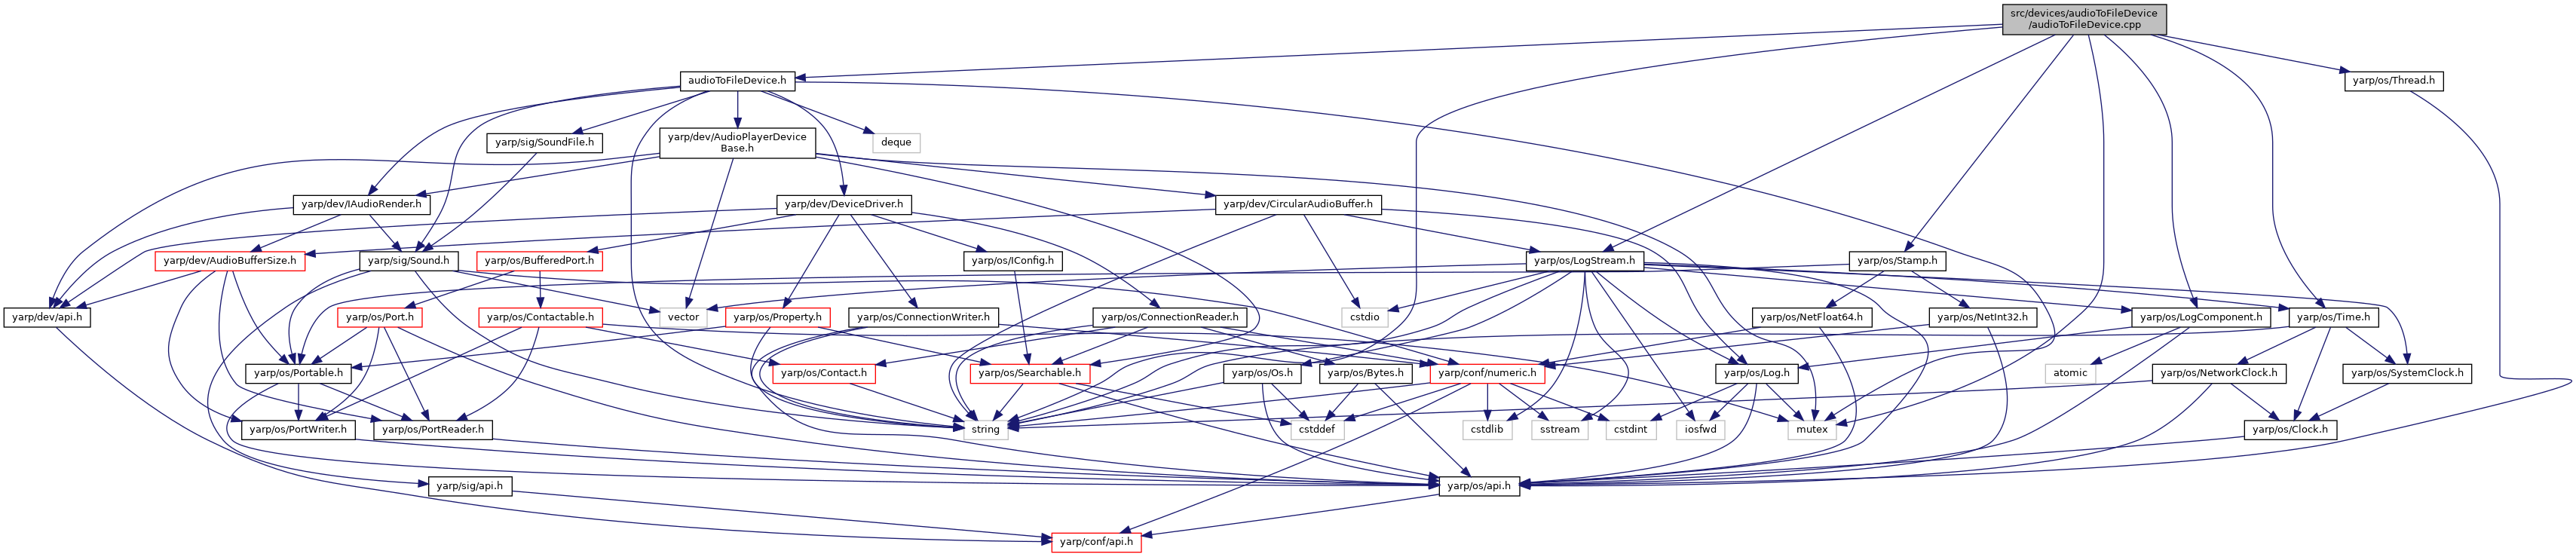 src/devices/audioToFileDevice
/audioToFileDevice.cpp
audioToFileDevice.h
yarp/os/Thread.h
yarp/sig/SoundFile.h
yarp/dev/AudioPlayerDevice
Base.h
deque
yarp/dev/IAudioRender.h
yarp/dev/DeviceDriver.h
yarp/dev/CircularAudioBuffer.h
yarp/dev/AudioBufferSize.h
yarp/sig/Sound.h
yarp/os/BufferedPort.h
yarp/os/IConfig.h
yarp/os/LogStream.h
yarp/os/Stamp.h
yarp/dev/api.h
yarp/os/Port.h
yarp/os/Contactable.h
vector
yarp/os/Property.h
yarp/os/ConnectionWriter.h
yarp/os/ConnectionReader.h
cstdio
yarp/os/NetFloat64.h
yarp/os/NetInt32.h
yarp/os/LogComponent.h
yarp/os/Time.h
yarp/os/Portable.h
yarp/os/Contact.h
yarp/os/Searchable.h
yarp/os/Os.h
yarp/os/Bytes.h
yarp/conf/numeric.h
yarp/os/Log.h
atomic
yarp/os/NetworkClock.h
yarp/os/SystemClock.h
yarp/os/PortWriter.h
yarp/os/PortReader.h
string
cstddef
cstdlib
sstream
cstdint
iosfwd
mutex
yarp/os/Clock.h
yarp/sig/api.h
yarp/os/api.h
yarp/conf/api.h